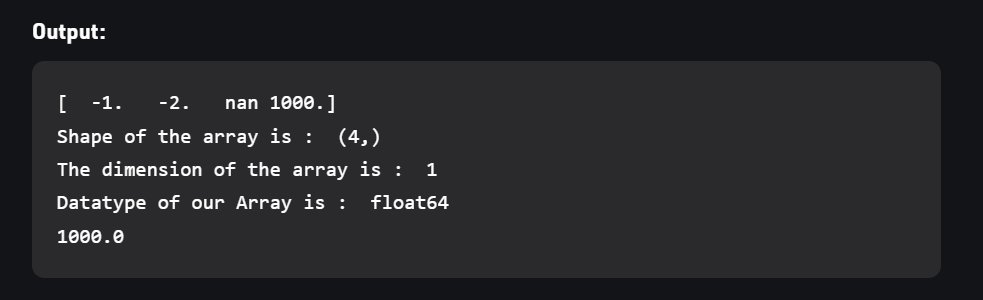 Output:
[  -1.   -2.   nan 1000.]
Shape of the array is :  (4,)
The dimension of the array is :  1
Datatype of our Array is :  float64
1000.0